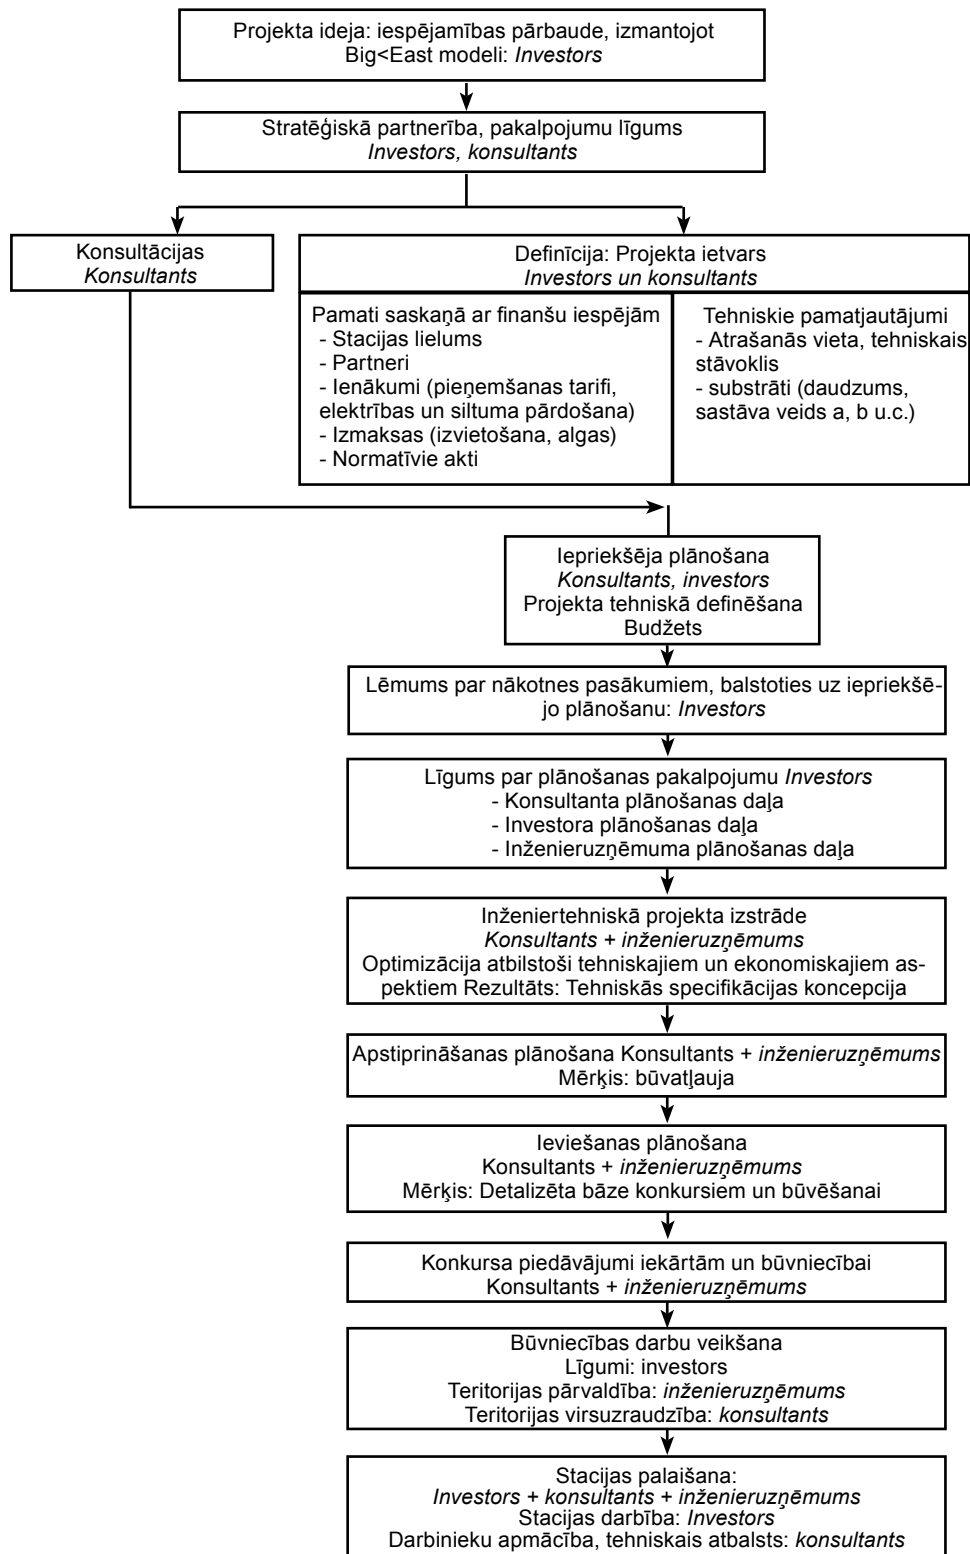 Projekta ideja: iespējamības pārbaude, izmantojot
Big<East modeli: Investors
Stratēģiskā partnerība, pakalpojumu līgums
Investors, konsultants
Konsultācijas
Konsultants
Definīcija: Projekta ietvars
Investors un konsultants
Pamati saskaņā ar finanšu iespējām
- Stacijas lielums
- Partneri
- Ienākumi (pieņemšanas tarifi,
elektrības un siltuma pārdošana)
- Izmaksas (izvietošana, algas)
- Normatīvie akti
Tehniskie pamatjautājumi
- Atrašanās vieta, tehniskais
stāvoklis
- substrāti (daudzums,
sastāva veids a, b u.c.)
Iepriekšēja plānošana
Konsultants, investors
Projekta tehniskā definēšana
Budžets
Lēmums par nākotnes pasākumiem, balstoties uz iepriekšē-
jo plānošanu: Investors
Līgums par plānošanas pakalpojumu Investors
- Konsultanta plānošanas daļa
- Investora plānošanas daļa
- Inženieruzņēmuma plānošanas daļa
Inženiertehniskā projekta izstrāde
Konsultants + inženieruzņēmums
Optimizācija atbilstoši tehniskajiem un ekonomiskajiem as-
pektiem Rezultāts: Tehniskās specifikācijas koncepcija
Apstiprināšanas plānošana Konsultants + inženieruzņēmums
Mērķis: būvatļauja
Ieviešanas plānošana
Konsultants + inženieruzņēmums
Mērķis: Detalizēta bāze konkursiem un būvēšanai
Konkursa piedāvājumi iekārtām un būvniecībai
Konsultants + inženieruzņēmums
Būvniecības darbu veikšana
Līgumi: investors
Teritorijas pārvaldība: inženieruzņēmums
Teritorijas virsuzraudzība: konsultants
Stacijas palaišana:
Investors + konsultants + inženieruzņēmums
Stacijas darbība: Investors
Darbinieku apmācība, tehniskais atbalsts: konsultants